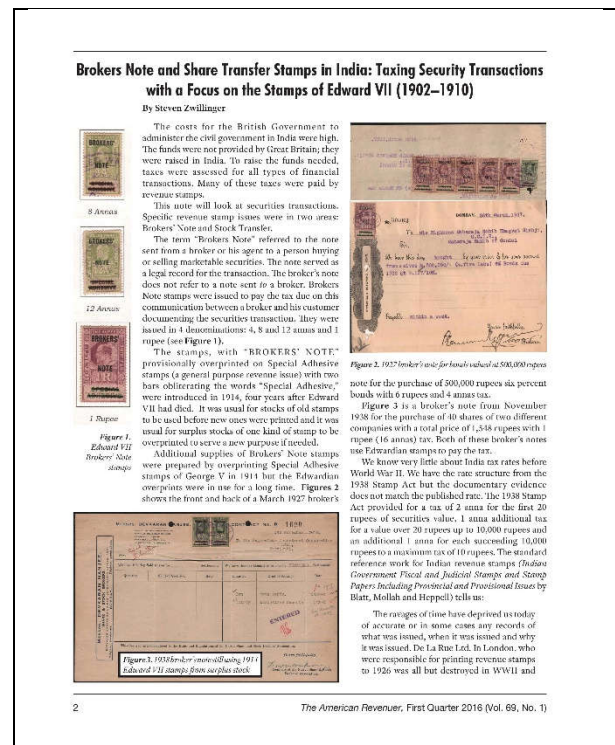 Brokers Note and Share Transfer Stamps in India: Taxing Security Transactions
with a Focus on the Stamps of Edward VII (1902–1910)
By Steven Zwillinger
The costs for the British Government to
administer the civil government in India were high.
The funds were not provided by Great Britain; they
were raised in India. To raise the funds needed,
taxes were assessed for all types of financial
transactions. Many of these taxes were paid by
revenue stamps.
This note will look at securities transactions.
Specific revenue stamp issues were in two areas:
Brokers' Note and Stock Transfer.
The term "Brokers Note" referred to the note
sent from a broker or his agent to a person buying
or selling marketable securities. The note served as
a legal record for the transaction. The broker's note
does not refer to a note sent to a broker. Brokers
Note stamps were issued to pay the tax due on this
communication between a broker and his customer
documenting the securities transaction. They were
issued in 4 denominations: 4, 8 and 12 annas and 1
rupee (see Figure 1).
The stamps, with "BROKERS' NOTE"
provisionally overprinted on Special Adhesive
stamps (a general purpose revenue issue) with two
bars obliterating the words "Special Adhesive,"
were introduced in 1914, four years after Edward
VII had died. It was usual for stocks of old stamps
to be used before new ones were printed and it was
usual for surplus stocks of one kind of stamp to be
overprinted to serve a new purpose if needed.
Additional supplies of Brokers' Note stamps
were prepared by overprinting Special Adhesive
stamps of George V in 1911 but the Edwardian
overprints were in use for a long time. Figures 2
shows the front and back of a March 1927 broker's
BROKERS'
NOTE
8 Annas
BROKERS'
NOTE
12 Annas
BROKERS'
NOTE
1 Rupee
Figure 1.
Edward VII
Brokers' Note
stamps
BOMBAY, 20th March, 1927.
Figure 2. 1927 broker's note for bonds valued at 500,000 rupees
note for the purchase of 500,000 rupees six percent
bonds with 6 rupees and 4 annas tax.
Figure 3 is a broker's note from November
1938 for the purchase of 40 shares of two different
companies with a total price of 1,548 rupees with 1
rupee (16 annas) tax. Both of these broker's notes
use Edwardian stamps to pay the tax.
We know very little about India tax rates before
World War II. We have the rate structure from the
1938 Stamp Act but the documentary evidence
does not match the published rate. The 1938 Stamp
Act provided for a tax of 2 anna for the first 20
rupees of securities value. 1 anna additional tax
for a value over 20 rupees up to 10,000 rupees and
an additional 1 anna for each succeeding 10,000
rupees to a maximum tax of 10 rupees. The standard
reference work for Indian revenue stamps (Indian
Government Fiscal and Judicial Stamps and Stamp
Papers Including Provincial and Provisional Issues by
Blatt, Mollah and Heppell) tells us:
The ravages of time have deprived us today
of accurate or in some cases any records of
what was issued, when it was issued and why
it was issued. De La Rue Ltd. In London, who
were responsible for printing revenue stamps
to 1926 was all but destroyed in WWII and
ENTERED
Figure 3. 1938 broker's note still using 1914
Edward VII stamps from surplus stock
2
The American Revenuer, First Quarter 2016 (Vol. 69, No. 1)